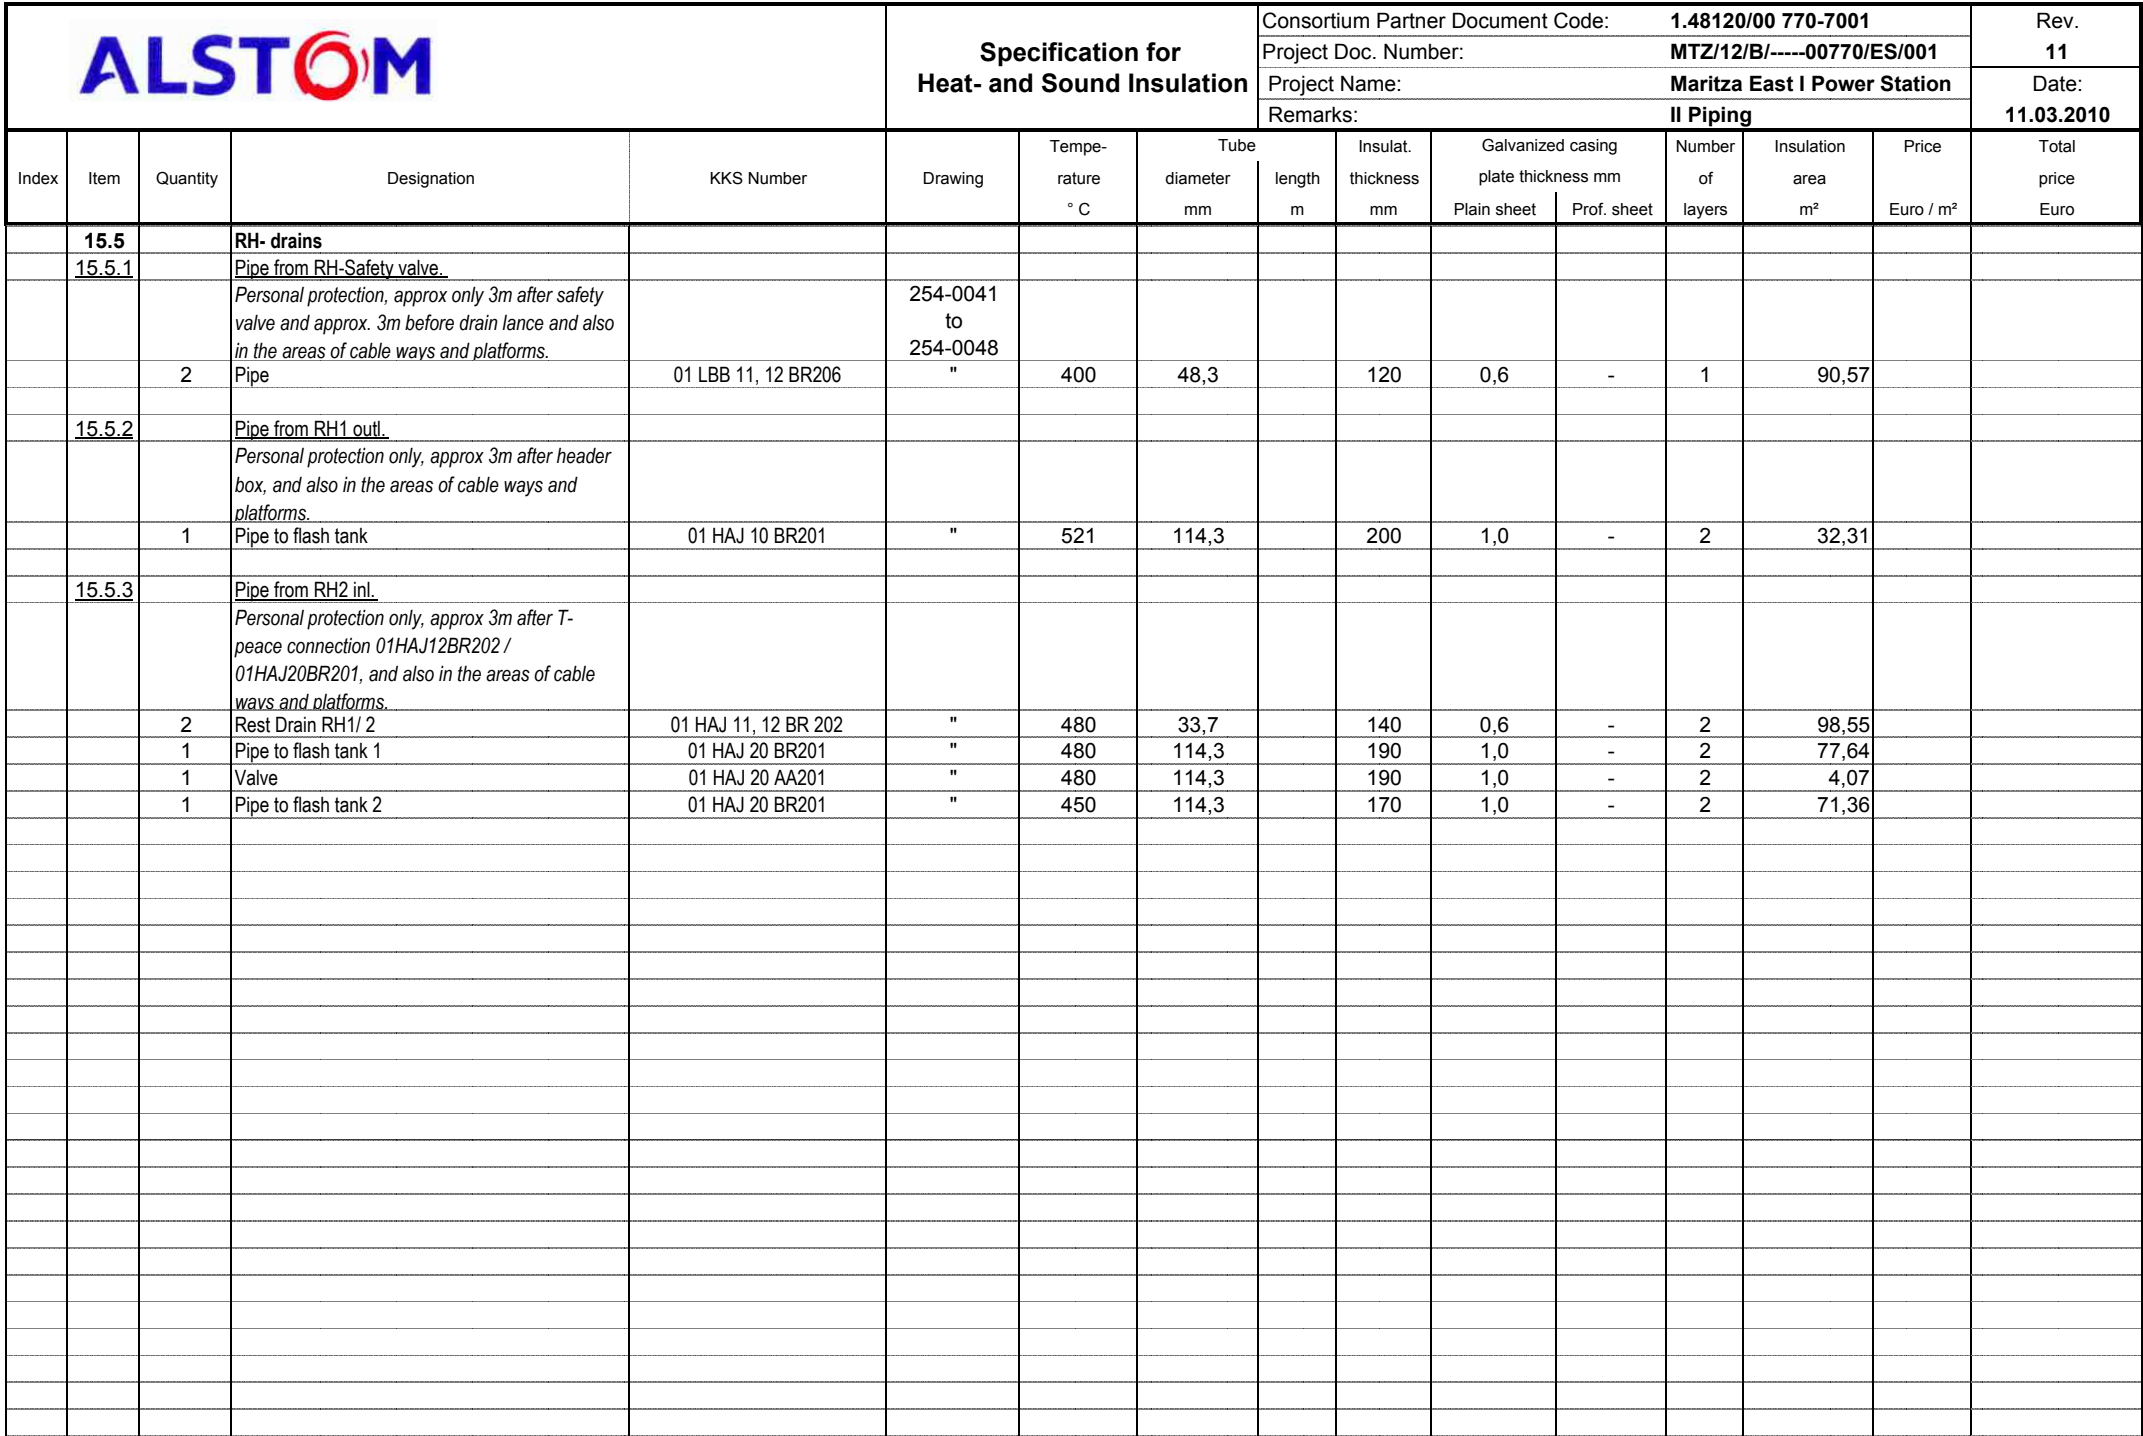 ALSTOM
Specification for
Heat- and Sound Insulation
Consortium Partner Document Code: 1.48120/00 770-7001
Project Doc. Number: MTZ/12/B/-----00770/ES/001
Project Name: Maritza East I Power Station
Remarks: II Piping
Rev.
11
Date:
11.03.2010
Index Item Quantity Designation KKS Number Drawing
Tempe-
rature
° C
Tube
diameter length
mm m
Insulat.
thickness
mm
Galvanized casing
plate thickness mm
Plain sheet Prof. sheet
Number
of
layers
Insulation
area
m²
Price
Euro / m²
Total
price
Euro
15.5 RH- drains
15.5.1 Pipe from RH-Safety valve.
Personal protection, approx only 3m after safety
valve and approx. 3m before drain lance and also
in the areas of cable ways and platforms.
254-0041
to
254-0048
2 Pipe 01 LBB 11, 12 BR206 " 400 48,3 120 0,6 - 1 90,57
15.5.2 Pipe from RH1 outl.
Personal protection only, approx 3m after header
box, and also in the areas of cable ways and
platforms.
1 Pipe to flash tank 01 HAJ 10 BR201 " 521 114,3 200 1,0 - 2 32,31
15.5.3 Pipe from RH2 inl.
Personal protection only, approx 3m after T-
peace connection 01HAJ12BR202 /
01HAJ20BR201, and also in the areas of cable
ways and platforms.
2 Rest Drain RH1/ 2 01 HAJ 11, 12 BR 202 " 480 33,7 140 0,6 - 2 98,55
1 Pipe to flash tank 1 01 HAJ 20 BR201 " 480 114,3 190 1,0 - 2 77,64
1 Valve 01 HAJ 20 AA201 " 480 114,3 190 1,0 - 2 4,07
1 Pipe to flash tank 2 01 HAJ 20 BR201 " 450 114,3 170 1,0 - 2 71,36